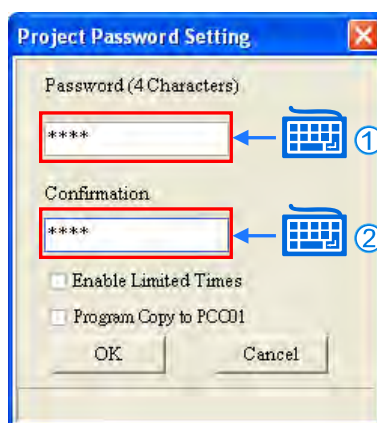 Project Password Setting
Password (4 Characters)
****
①
Confirmation
****
②
Enable Limited Times
Program Copy to PCC01
OK Cancel